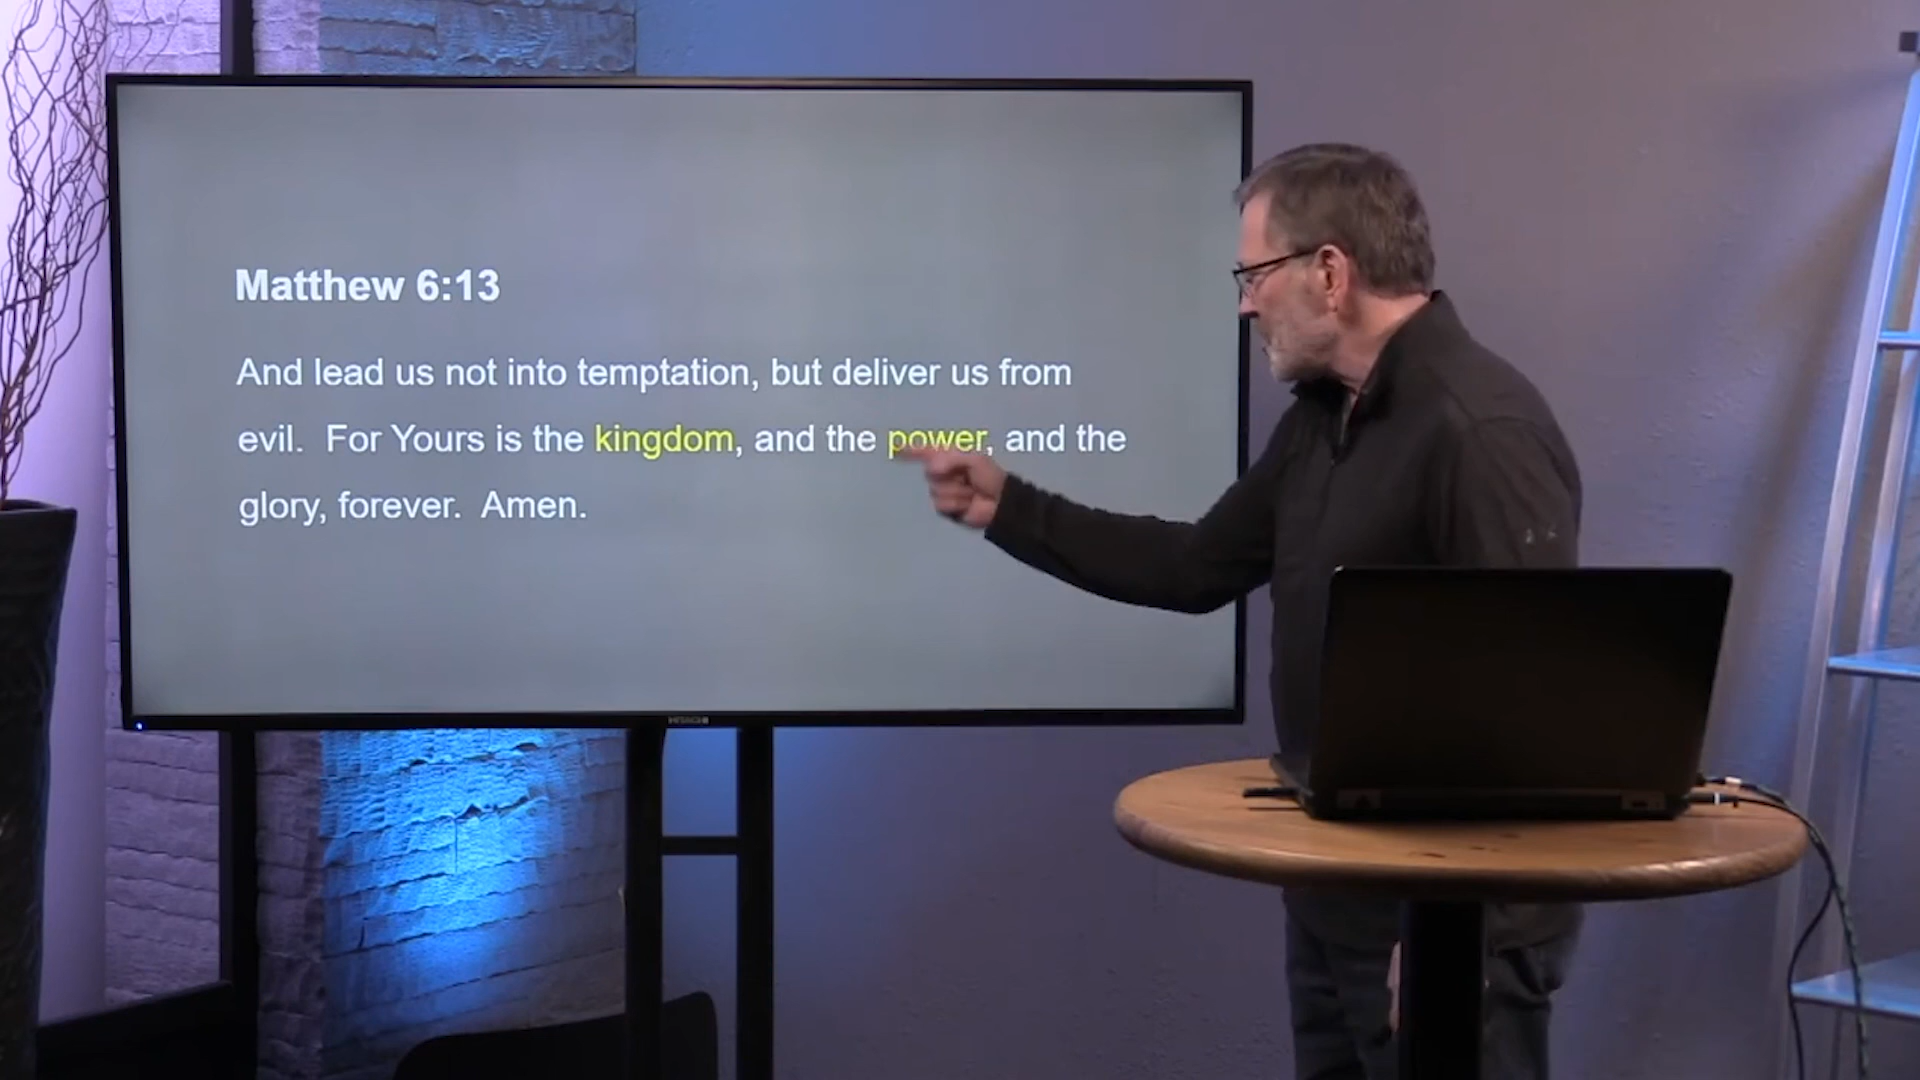 Matthew 6:13
And lead us not into temptation, but deliver us from
evil. For Yours is the kingdom, and the power, and the
glory, forever. Amen.
HITACHI